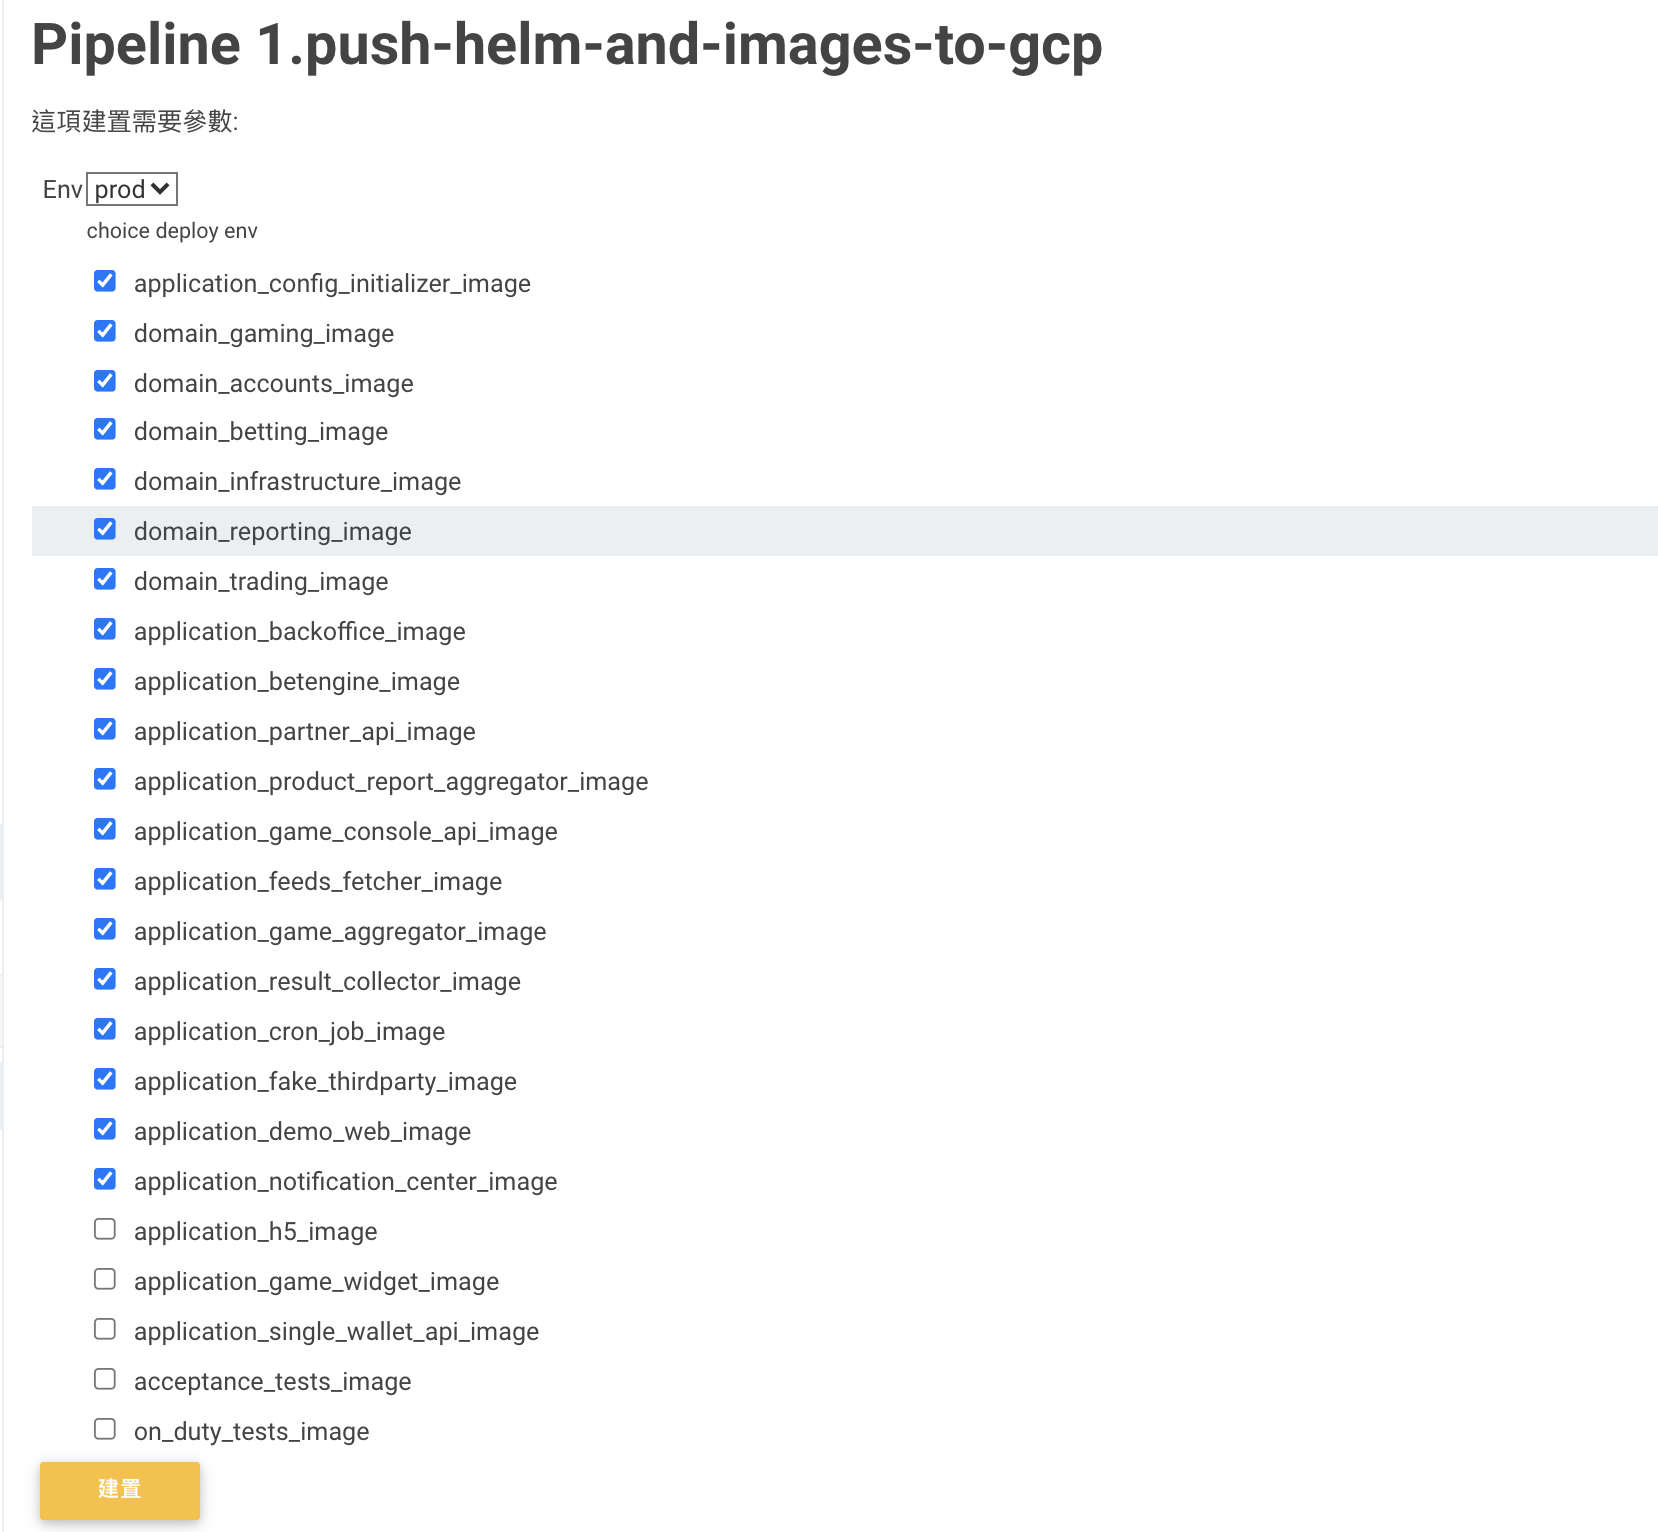 Pipeline 1.push-helm-and-images-to-gcp
這項建置需要參數:
Env prod
choice deploy env
application_config_initializer_image
domain_gaming_image
domain_accounts_image
domain_betting_image
domain_infrastructure_image
domain_reporting_image
domain_trading_image
application_backoffice_image
application_betengine_image
application_partner_api_image
application_product_report_aggregator_image
application_game_console_api_image
application_feeds_fetcher_image
application_game_aggregator_image
application_result_collector_image
application_cron_job_image
application_fake_thirdparty_image
application_demo_web_image
application_notification_center_image
application_h5_image
application_game_widget_image
application_single_wallet_api_image
acceptance_tests_image
on_duty_tests_image
建置